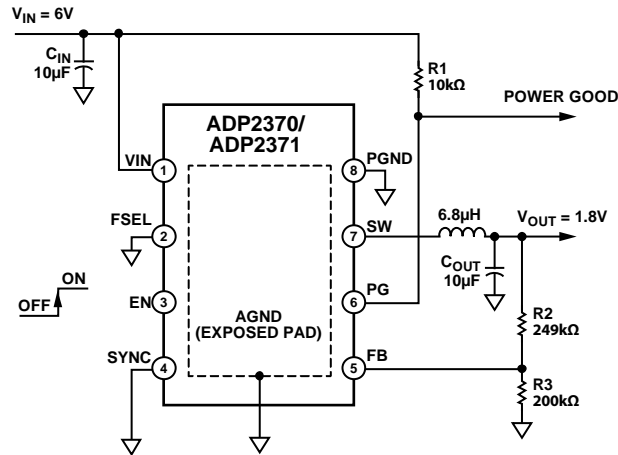 VIN = 6V
CIN
10µF
R1
10kΩ
POWER GOOD
ADP2370/
ADP2371
VIN
1
8
PGND
FSEL
2
7
SW
6.8µH
VOUT = 1.8V
COUT
10µF
ON
OFF
EN
3
6
PG
AGND
(EXPOSED PAD)
R2
249kΩ
SYNC
4
5
FB
R3
200kΩ